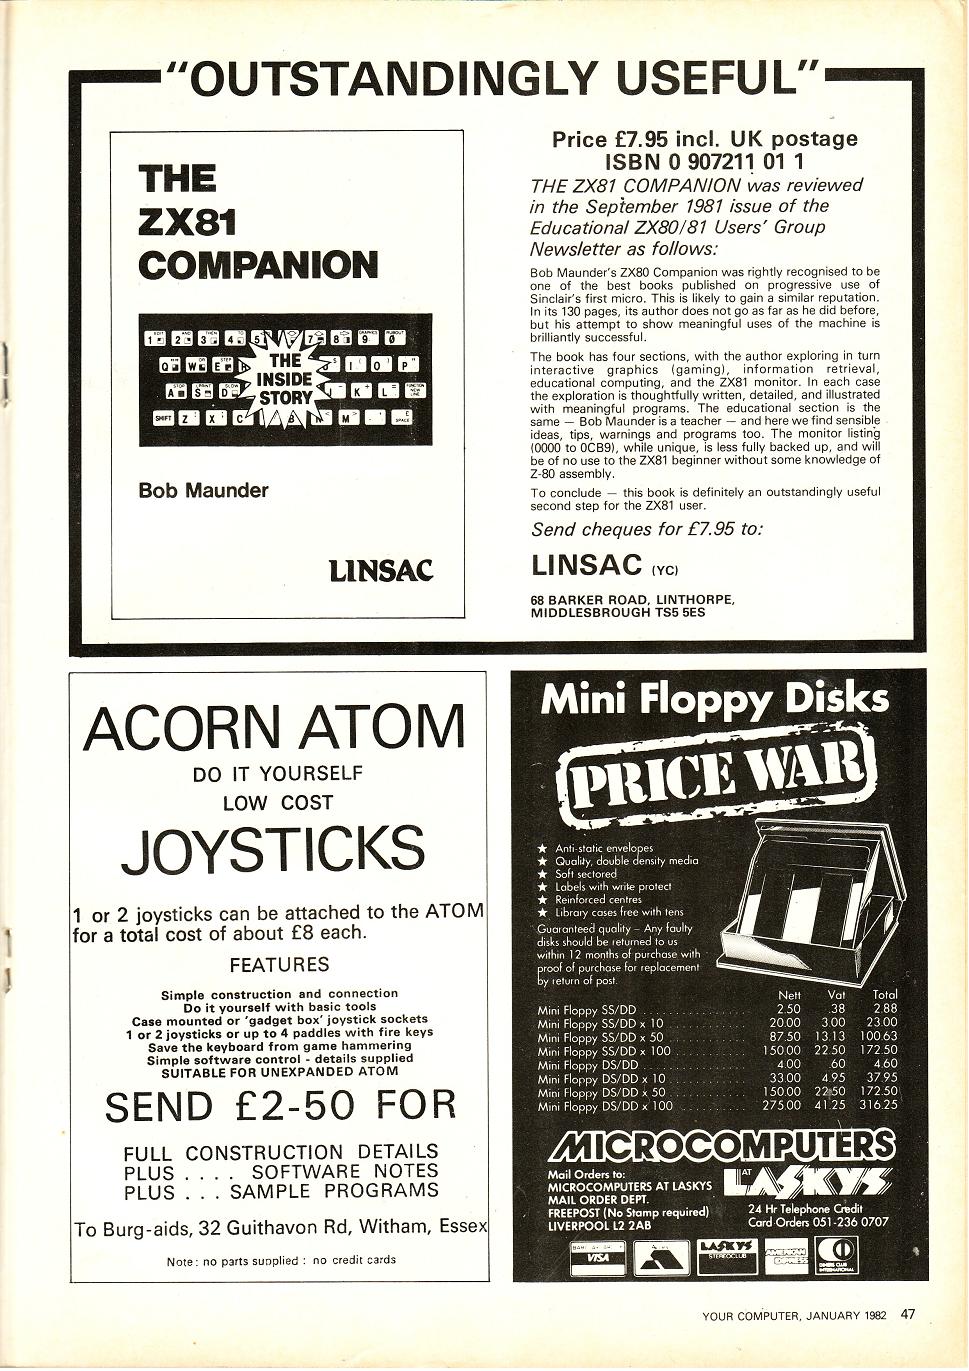 "OUTSTANDINGLY USEFUL"
THE
ZX81
COMPANION
THE
INSIDE
STORY
Bob Maunder
LINSAC
Price £7.95 incl. UK postage
ISBN 0 907211 01 1
THE ZX81 COMPANION was reviewed
in the September 1981 issue of the
Educational ZX80/81 Users' Group
Newsletter as follows:
Bob Maunder's ZX80 Companion was rightly recognised to be
one of the best books published on progressive use of
Sinclair's first micro. This is likely to gain a similar reputation.
In its 130 pages, its author does not go as far as he did before,
but his attempt to show meaningful uses of the machine is
brilliantly successful.
The book has four sections, with the author exploring in turn
interactive graphics (gaming), information retrieval,
educational computing, and the ZX81 monitor. In each case
the exploration is thoughtfully written, detailed, and illustrated
with meaningful programs. The educational section is the
same — Bob Maunder is a teacher — and here we find sensible
ideas, tips, warnings and programs too. The monitor listing
(0000 to 0CB9), while unique, is less fully backed up, and will
be of no use to the ZX81 beginner without some knowledge of
Z-80 assembly.
To conclude — this book is definitely an outstandingly useful
second step for the ZX81 user.
Send cheques for £7.95 to:
LINSAC (YC)
68 BARKER ROAD, LINTHORPE,
MIDDLESBROUGH TS5 5ES
ACORN ATOM
DO IT YOURSELF
LOW COST
JOYSTICKS
1 or 2 joysticks can be attached to the ATOM
for a total cost of about £8 each.
FEATURES
Simple construction and connection
Do it yourself with basic tools
Case mounted or 'gadget box' joystick sockets
1 or 2 joysticks or up to 4 paddles with fire keys
Save the keyboard from game hammering
Simple software control - details supplied
SUITABLE FOR UNEXPANDED ATOM
SEND £2-50 FOR
FULL CONSTRUCTION DETAILS
PLUS .... SOFTWARE NOTES
PLUS ... SAMPLE PROGRAMS
To Burg-aids, 32 Guithavon Rd, Witham, Essex
Note: no parts supplied : no credit cards
Mini Floppy Disks
PRICE WAR
★ Anti-static envelopes
★ Quality, double density media
★ Soft sectored
★ Labels with write protect
★ Reinforced centres
★ Library cases free with tens
Guaranteed quality – Any faulty
disks should be returned to us
within 12 months of purchase with
proof of purchase for replacement
by return of post.
Nett Vat Total
Mini Floppy SS/DD 2.50 .38 2.88
Mini Floppy SS/DD x 10 20.00 3.00 23.00
Mini Floppy SS/DD x 50 87.50 13.13 100.63
Mini Floppy SS/DD x 100 150.00 22.50 172.50
Mini Floppy DS/DD 4.00 .60 4.60
Mini Floppy DS/DD x 10 33.00 4.95 37.95
Mini Floppy DS/DD x 50 150.00 22.50 172.50
Mini Floppy DS/DD x 100 275.00 41.25 316.25
MICROCOMPUTERS
AT LASKYS
Mail Orders to:
MICROCOMPUTERS AT LASKYS
MAIL ORDER DEPT.
FREEPOST (No Stamp required)
LIVERPOOL L2 2AB
24 Hr Telephone Credit
Card Orders 051-236 0707
VISA
LASKYS
STEREOCLUB
AMERICAN
EXPRESS
DINERS CLUB
INTERNATIONAL
YOUR COMPUTER, JANUARY 1982 47